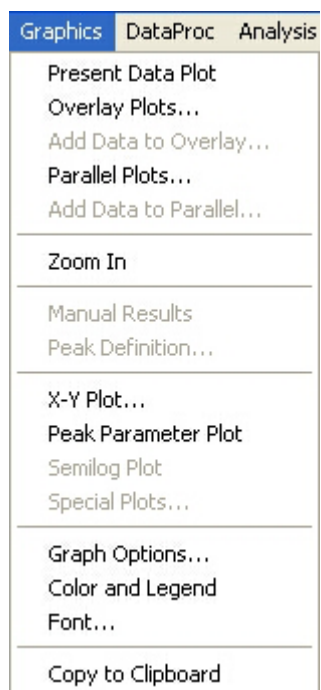 Graphics DataProc Analysis
Present Data Plot
Overlay Plots...
Add Data to Overlay...
Parallel Plots...
Add Data to Parallel...
Zoom In
Manual Results
Peak Definition...
X-Y Plot...
Peak Parameter Plot
Semilog Plot
Special Plots...
Graph Options...
Color and Legend
Font...
Copy to Clipboard